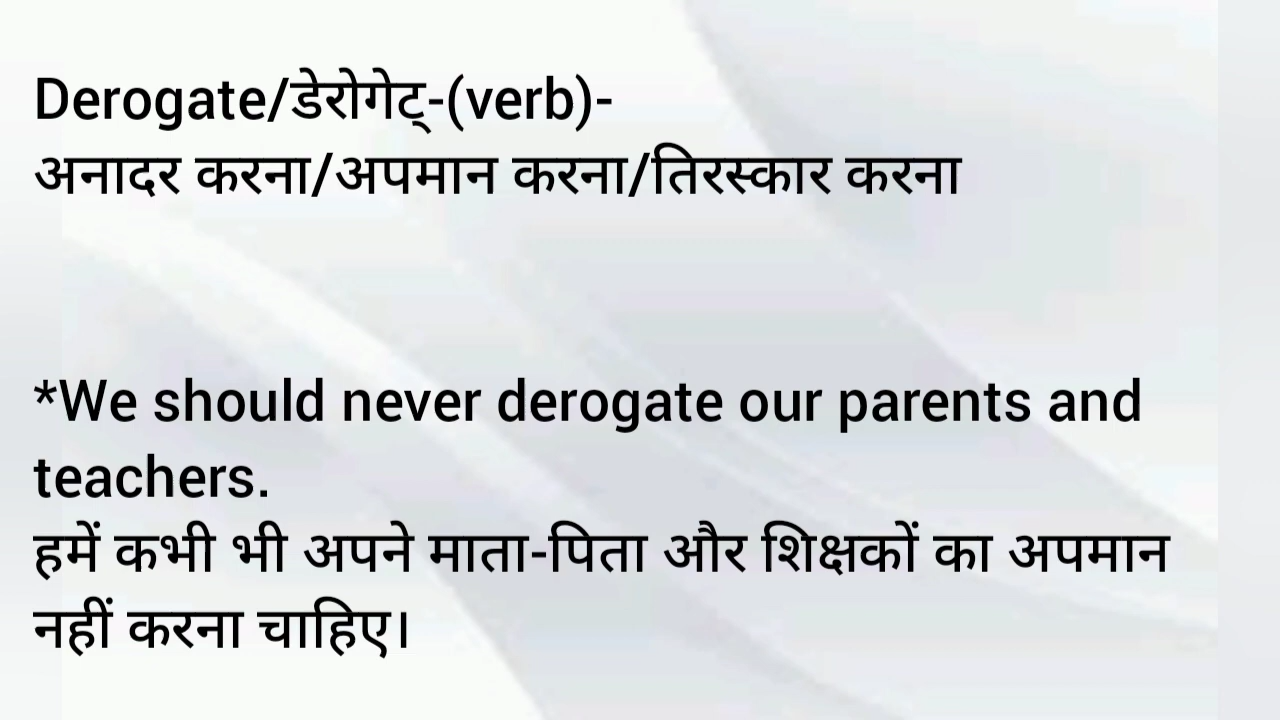 Derogate/डेरोगेट्-(verb)-
अनादर करना/अपमान करना/तिरस्कार करना
*We should never derogate our parents and
teachers.
हमें कभी भी अपने माता-पिता और शिक्षकों का अपमान
नहीं करना चाहिए।